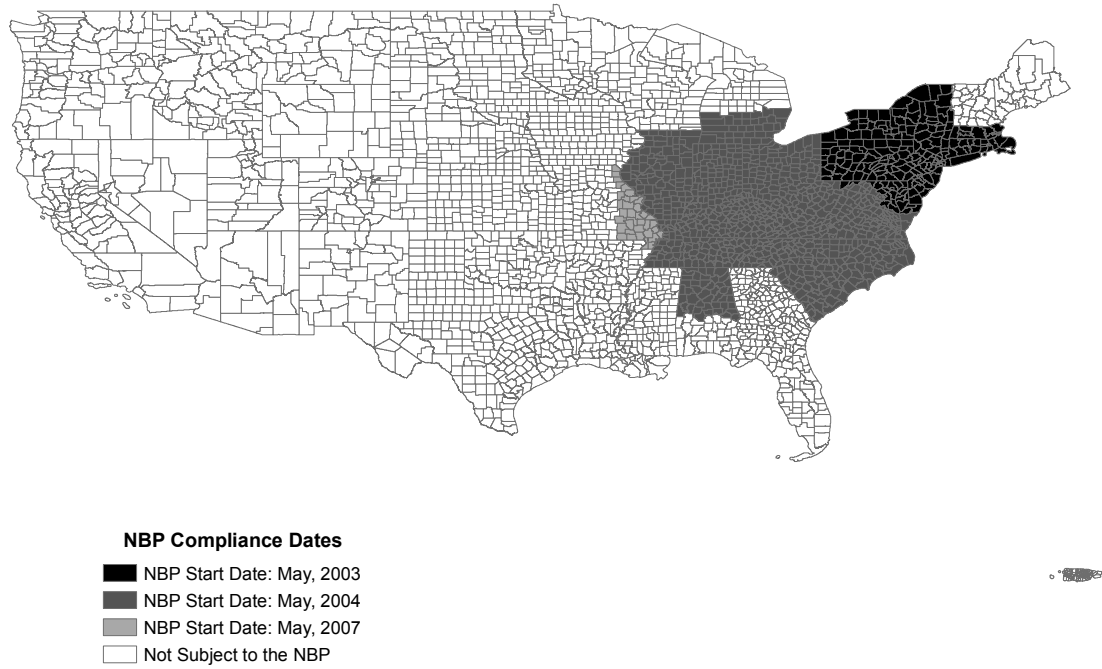 NBP Compliance Dates
NBP Start Date: May, 2003
NBP Start Date: May, 2004
NBP Start Date: May, 2007
Not Subject to the NBP